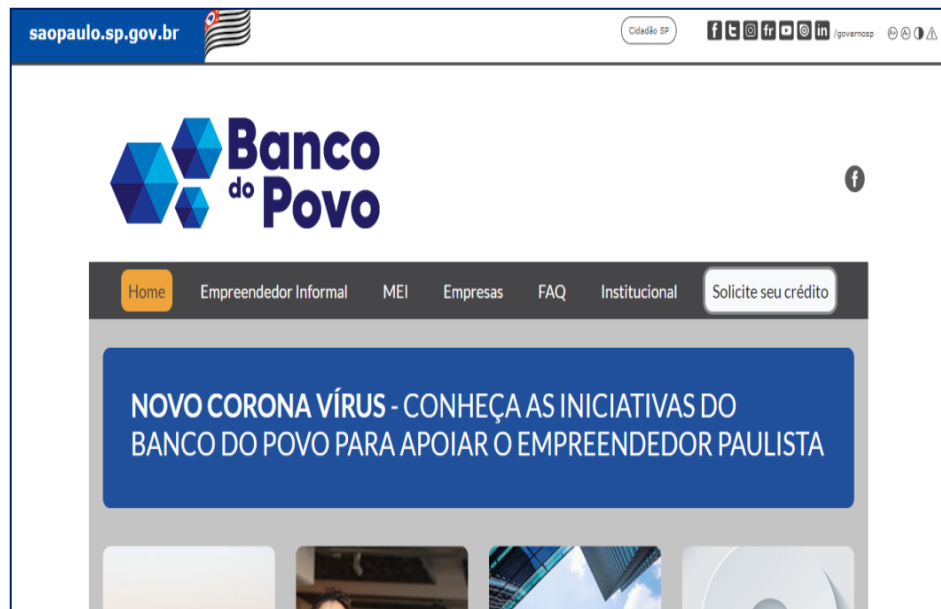 saopaulo.sp.gov.br
Cidadão SP
/governosp
Banco
do Povo
Home Empreendedor Informal MEI Empresas FAQ Institucional Solicite seu crédito
NOVO CORONA VÍRUS - CONHEÇA AS INICIATIVAS DO
BANCO DO POVO PARA APOIAR O EMPREENDEDOR PAULISTA